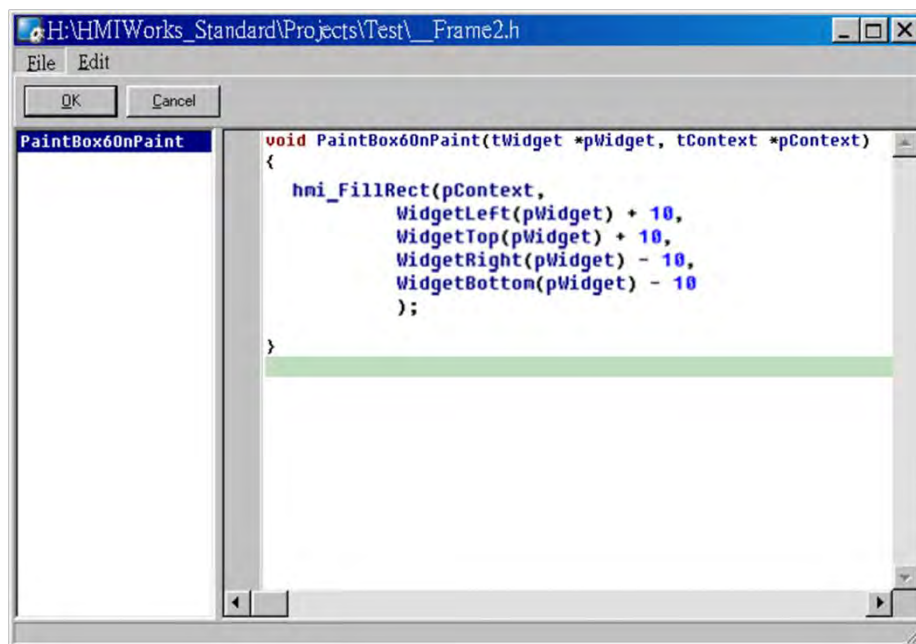 H:\HMIWorks_Standard\Projects\Test\__Frame2.h
File Edit
OK Cancel
PaintBox6OnPaint
void PaintBox6OnPaint(tWidget *pWidget, tContext *pContext)
{
hmi_FillRect(pContext,
WidgetLeft(pWidget) + 10,
WidgetTop(pWidget) + 10,
WidgetRight(pWidget) - 10,
WidgetBottom(pWidget) - 10
);
}